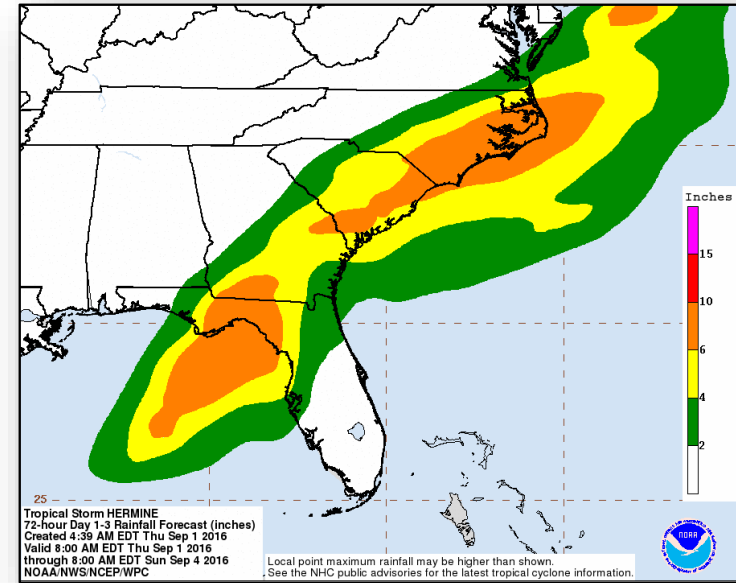 Inches
15
10
6
4
2
25
Tropical Storm HERMINE
72-hour Day 1-3 Rainfall Forecast (inches)
Created 4:39 AM EDT Thu Sep 1 2016
Valid 8:00 AM EDT Thu Sep 1 2016
through 8:00 AM EDT Sun Sep 4 2016
NOAA/NWS/NCEP/WPC
Local point maximum rainfall may be higher than shown.
See the NHC public advisories for the latest tropical cyclone information.
NOAA